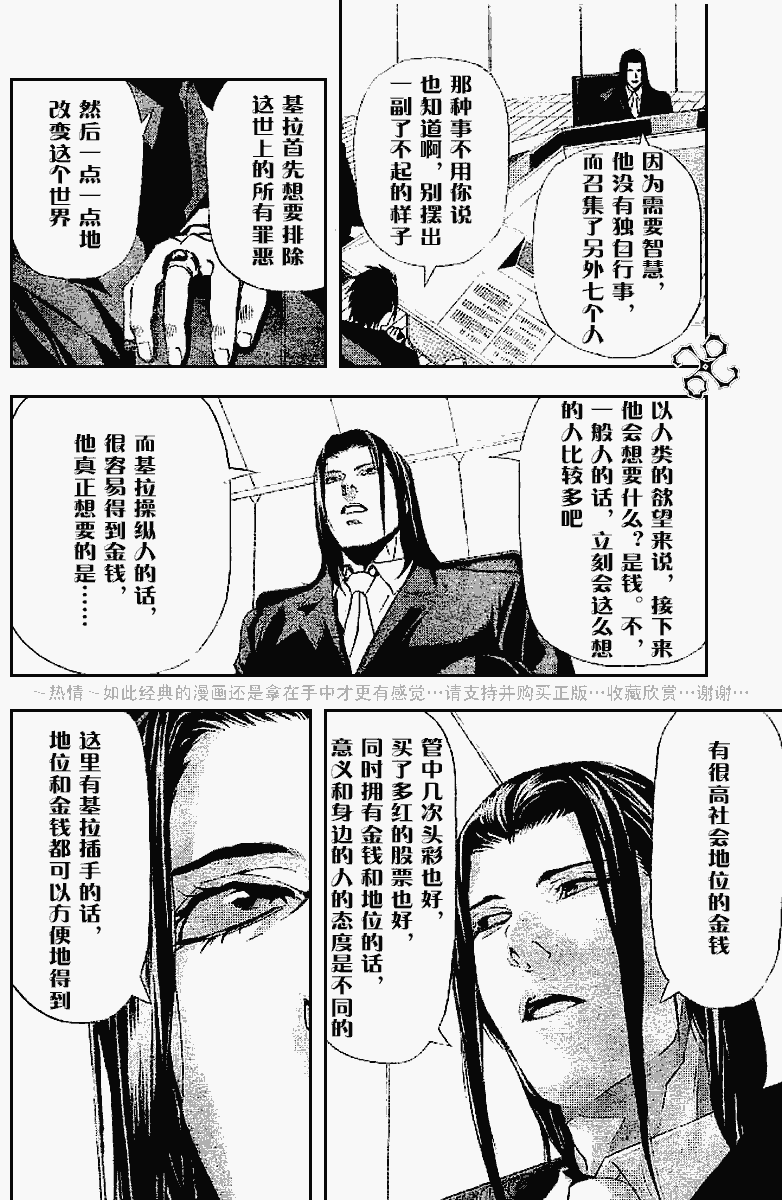 因为需要智慧，
他没有独自行事，
而召集了另外七个人
那种事不用你说
也知道啊，别摆出
一副了不起的样子
基拉首先想要排除
这世上的所有罪恶
然后一点一点地
改变这个世界
以人类的欲望来说，接下来
他会想要什么？是钱。不，
一般人的话，立刻会这么想
的人比较多吧
而基拉操纵人的话，
很容易得到金钱，
他真正想要的是……
～热情～如此经典的漫画还是拿在手中才更有感觉…请支持并购买正版…收藏欣赏…谢谢…
有很高社会地位的金钱
管中几次头彩也好，
买了多红的股票也好，
同时拥有金钱和地位的话，
意义和身边的人的态度是不同的
这里有基拉插手的话，
地位和金钱都可以方便地得到